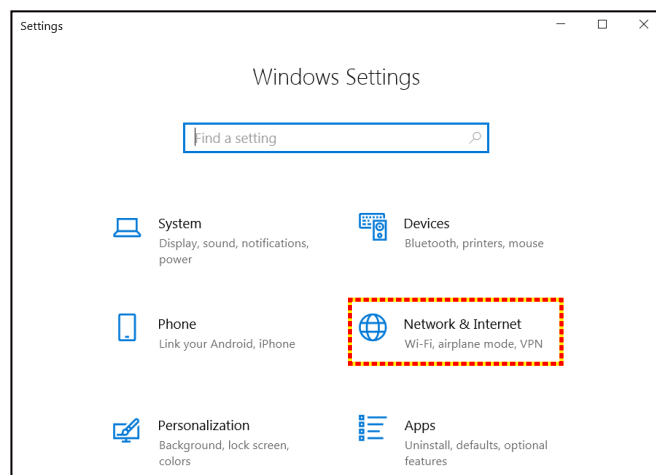 Settings
Windows Settings
Find a setting
System
Display, sound, notifications,
power
Devices
Bluetooth, printers, mouse
Phone
Link your Android, iPhone
Network & Internet
Wi-Fi, airplane mode, VPN
Personalization
Background, lock screen,
colors
Apps
Uninstall, defaults, optional
features